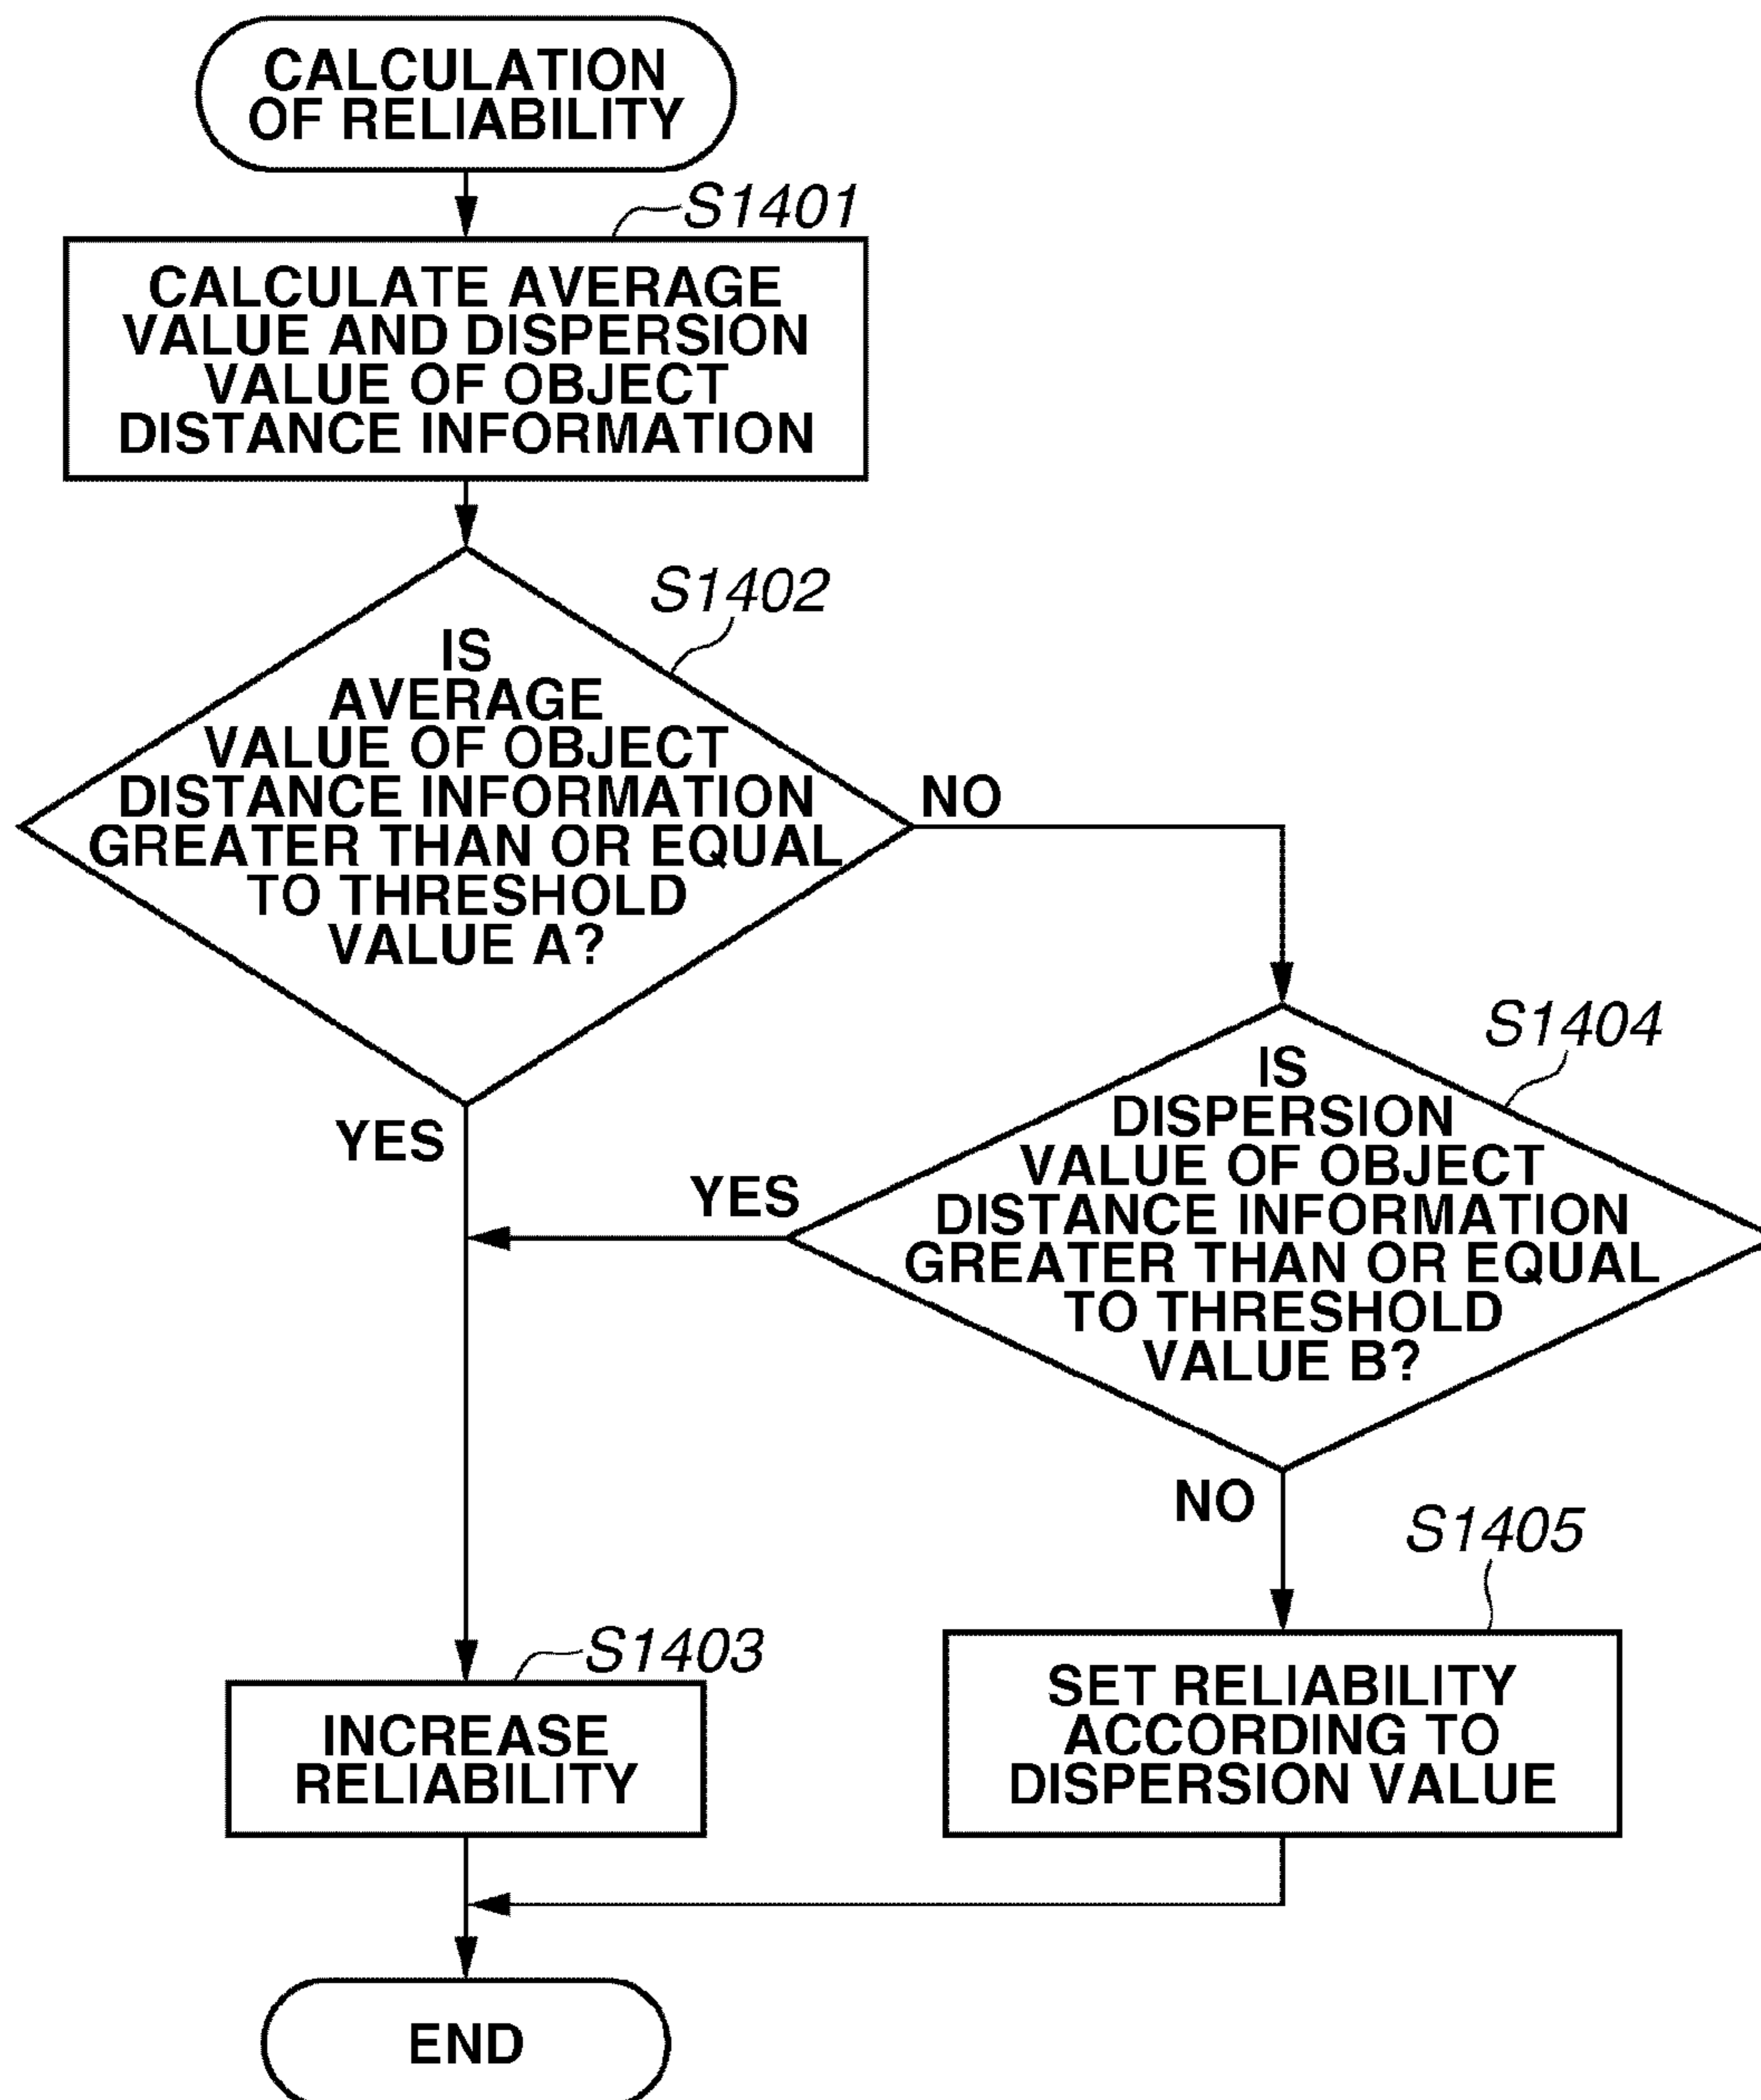 CALCULATION
OF RELIABILITY
S1401
CALCULATE AVERAGE
VALUE AND DISPERSION
VALUE OF OBJECT
DISTANCE INFORMATION
S1402
IS
AVERAGE
VALUE OF OBJECT
DISTANCE INFORMATION
GREATER THAN OR EQUAL
TO THRESHOLD
VALUE A?
NO
YES
S1404
IS
DISPERSION
VALUE OF OBJECT
DISTANCE INFORMATION
GREATER THAN OR EQUAL
TO THRESHOLD
VALUE B?
YES
NO
S1403
INCREASE
RELIABILITY
S1405
SET RELIABILITY
ACCORDING TO
DISPERSION VALUE
END